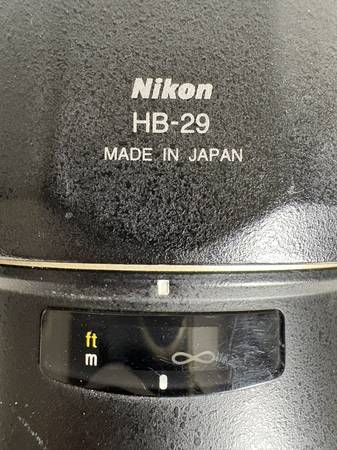 Nikon
HB-29
MADE IN JAPAN
ft
m ∞